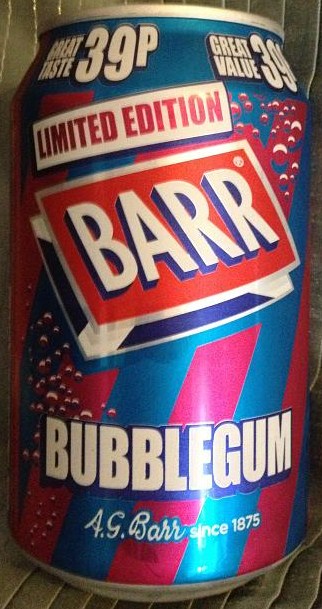 GREAT TASTE 39P
GREAT VALUE 39
LIMITED EDITION
BARR®
BUBBLEGUM
A.G. Barr since 1875